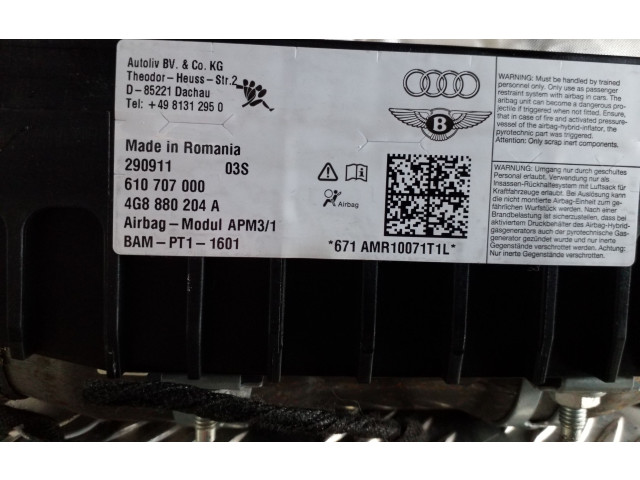 Autoliv BV. & Co. KG
Theodor-Heuss-Str.2
D-85221 Dachau
Tel: +49 8131 295 0
Made in Romania
290911 03S
610 707 000
4G8 880 204 A
Airbag-Modul APM3/1
BAM-PT1-1601
B
Airbag
*671 AMR10071T1L*
WARNING: Must be handled by trained
personnel only. Only use as passenger
restraint system with airbag in cars. The
airbag unit can become a dangerous pro-
jectile if triggered when not fitted. Ensure,
that in case of fire and activated pressure-
vessel of the airbag-hybrid-inflator, the
pyrotechnic part was triggered.
Attention: Only scrap inert components.
WARNUNG: Umgang nur durch geschultes
Personal erlaubt, Verwendung nur als
Insassen-Rückhaltesystem mit Luftsack für
Kraftfahrzeuge erlaubt. Bei Auslösung kann
die nicht montierte Airbag-Einheit zu einem
gefährlichen Wurfstück werden. Nach einer
Brandbelastung ist sicherzustellen, dass bei
aktiviertem Druckbehälter des Airbag-Hybrid-
gasgenerators auch der pyrotechnische Gas-
generator gezündet wurde und nur inerte
Gegenstände verschrottet werden. Achtung:
Nur inerte Gegenstände verschrotten.